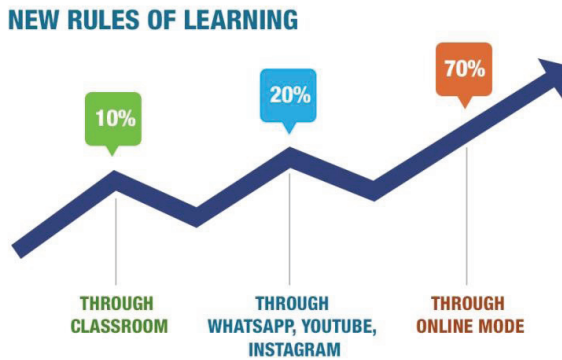 NEW RULES OF LEARNING
10%
20%
70%
THROUGH
CLASSROOM
THROUGH
WHATSAPP, YOUTUBE,
INSTAGRAM
THROUGH
ONLINE MODE